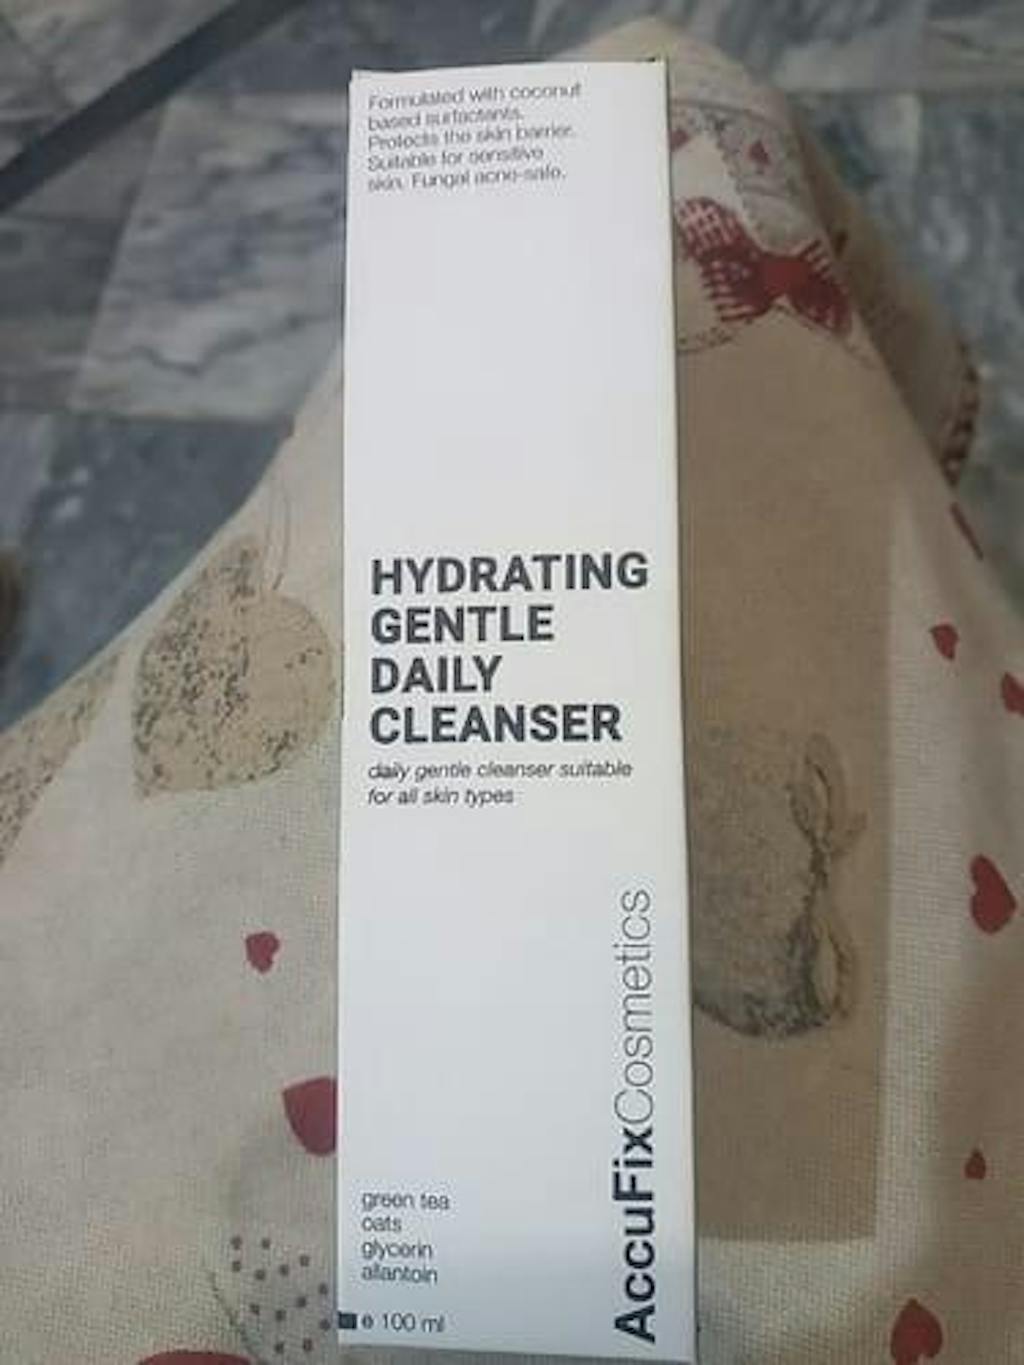 Formulated with coconut
based surfactants.
Protects the skin barrier.
Suitable for sensitive
skin. Fungal acne-safe.
HYDRATING
GENTLE
DAILY
CLEANSER
daily gentle cleanser suitable
for all skin types
AccuFixCosmetics
green tea
oats
glycerin
allantoin
e 100 ml